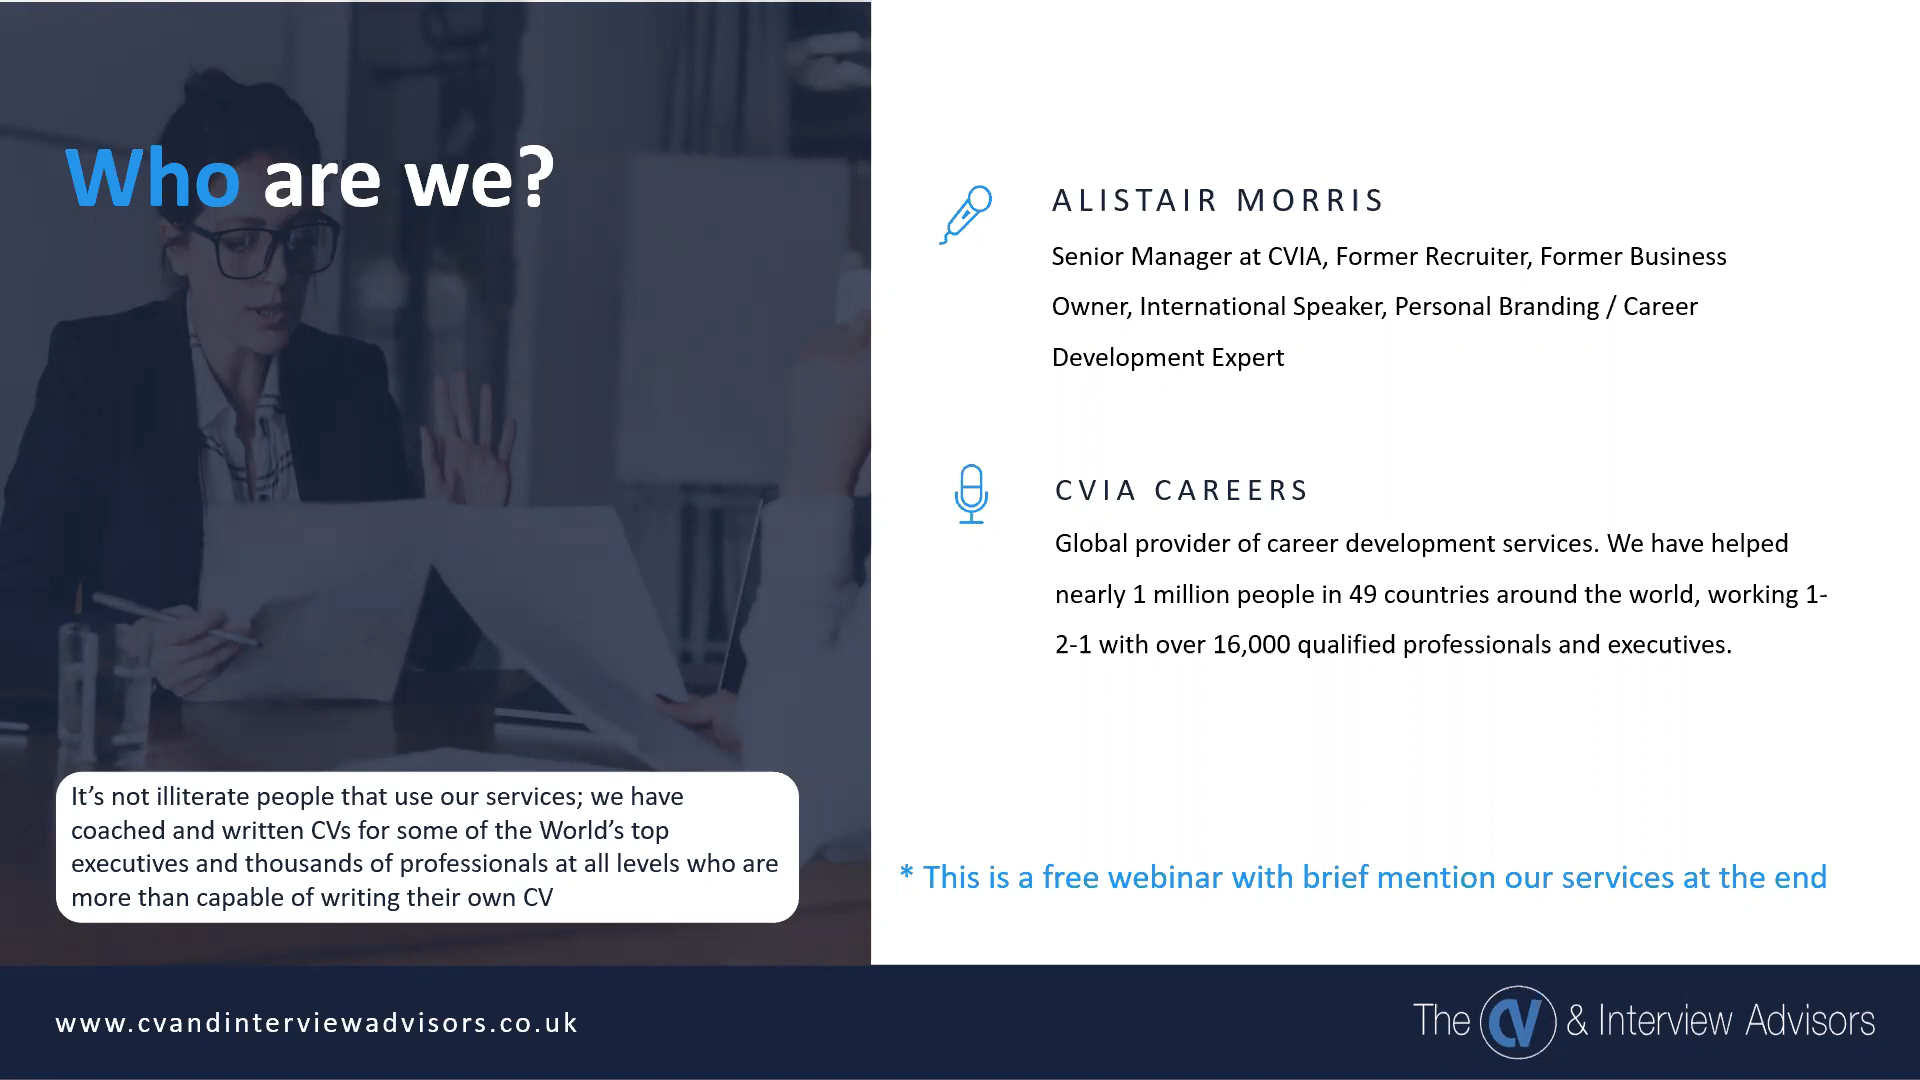 Who are we?
ALISTAIR MORRIS
Senior Manager at CVIA, Former Recruiter, Former Business
Owner, International Speaker, Personal Branding / Career
Development Expert
CVIA CAREERS
Global provider of career development services. We have helped
nearly 1 million people in 49 countries around the world, working 1-
2-1 with over 16,000 qualified professionals and executives.
It’s not illiterate people that use our services; we have
coached and written CVs for some of the World’s top
executives and thousands of professionals at all levels who are
more than capable of writing their own CV
* This is a free webinar with brief mention our services at the end
www.cvandinterviewadvisors.co.uk
The CV & Interview Advisors